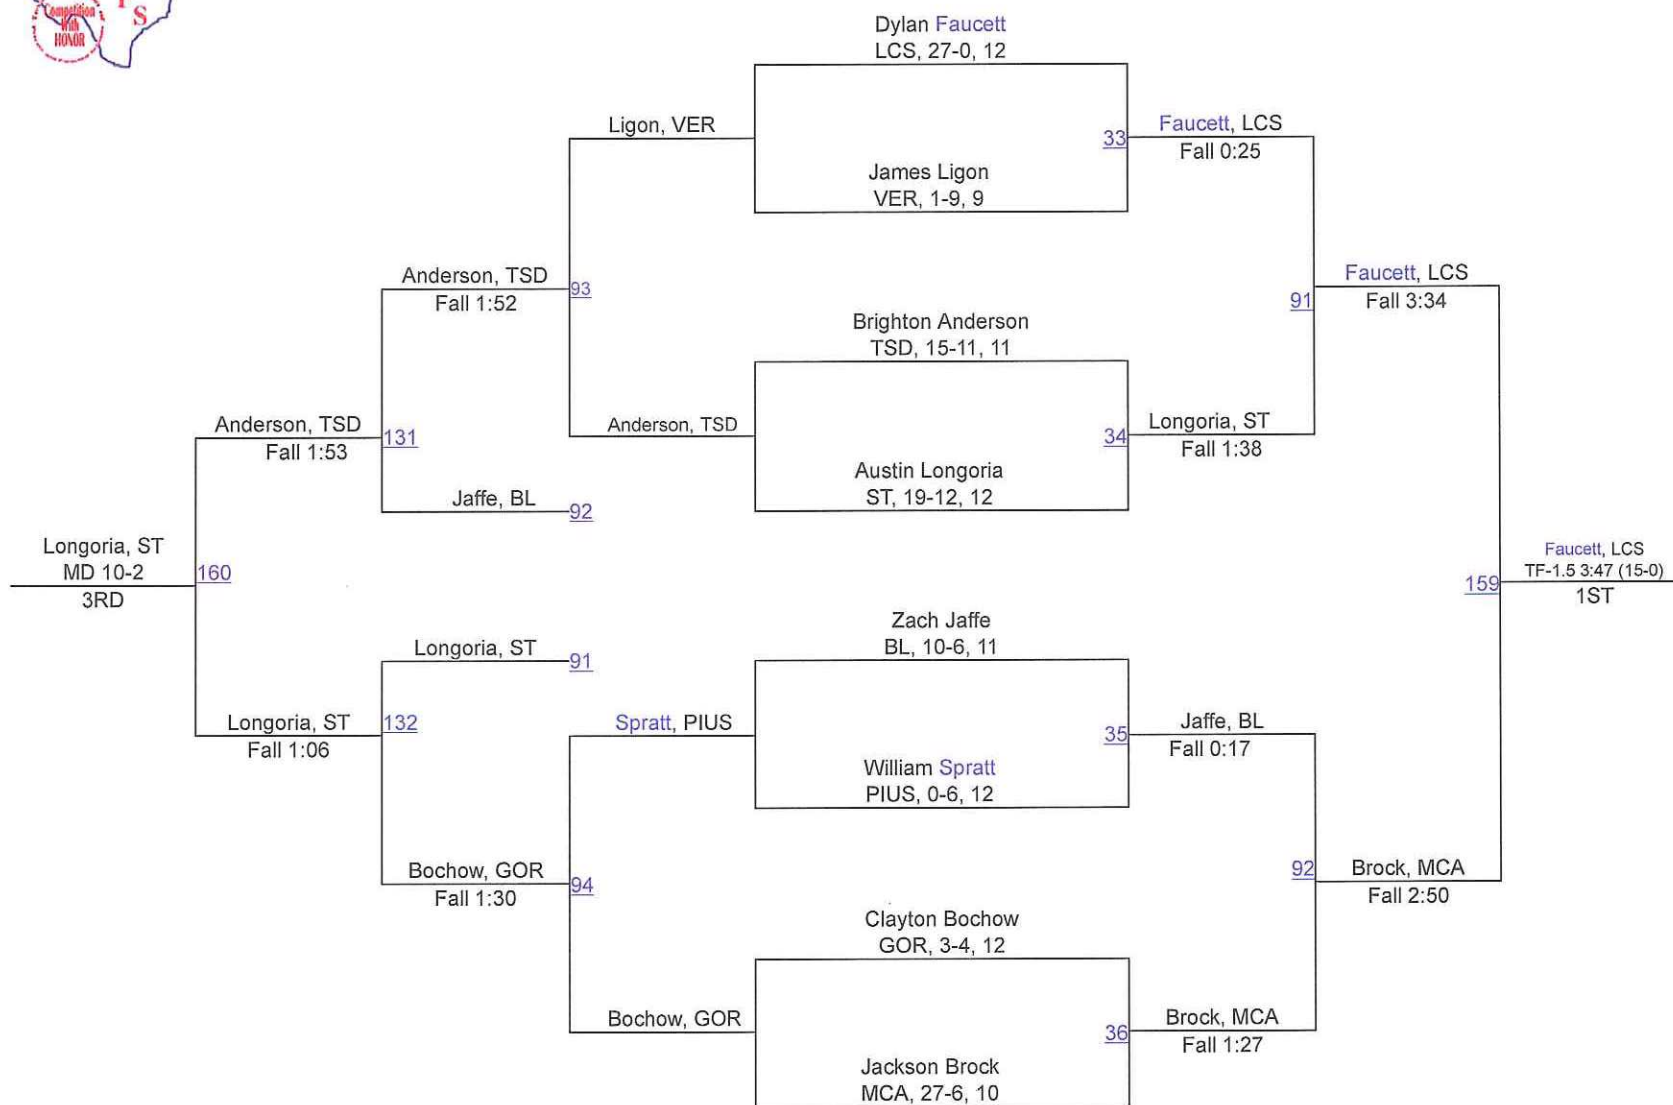 Competition
With
HONOR
S
Dylan Faucett
LCS, 27-0, 12
Ligon, VER
33
Faucett, LCS
Fall 0:25
James Ligon
VER, 1-9, 9
Anderson, TSD
Fall 1:52
93
Faucett, LCS
Fall 3:34
91
Brighton Anderson
TSD, 15-11, 11
Anderson, TSD
Fall 1:53
131
Anderson, TSD
34
Longoria, ST
Fall 1:38
Austin Longoria
ST, 19-12, 12
Jaffe, BL
92
Longoria, ST
MD 10-2
3RD
160
159
Faucett, LCS
TF-1.5 3:47 (15-0)
1ST
Zach Jaffe
BL, 10-6, 11
Longoria, ST
91
Longoria, ST
Fall 1:06
132
Spratt, PIUS
35
Jaffe, BL
Fall 0:17
William Spratt
PIUS, 0-6, 12
Bochow, GOR
Fall 1:30
94
92
Brock, MCA
Fall 2:50
Clayton Bochow
GOR, 3-4, 12
Bochow, GOR
36
Brock, MCA
Fall 1:27
Jackson Brock
MCA, 27-6, 10